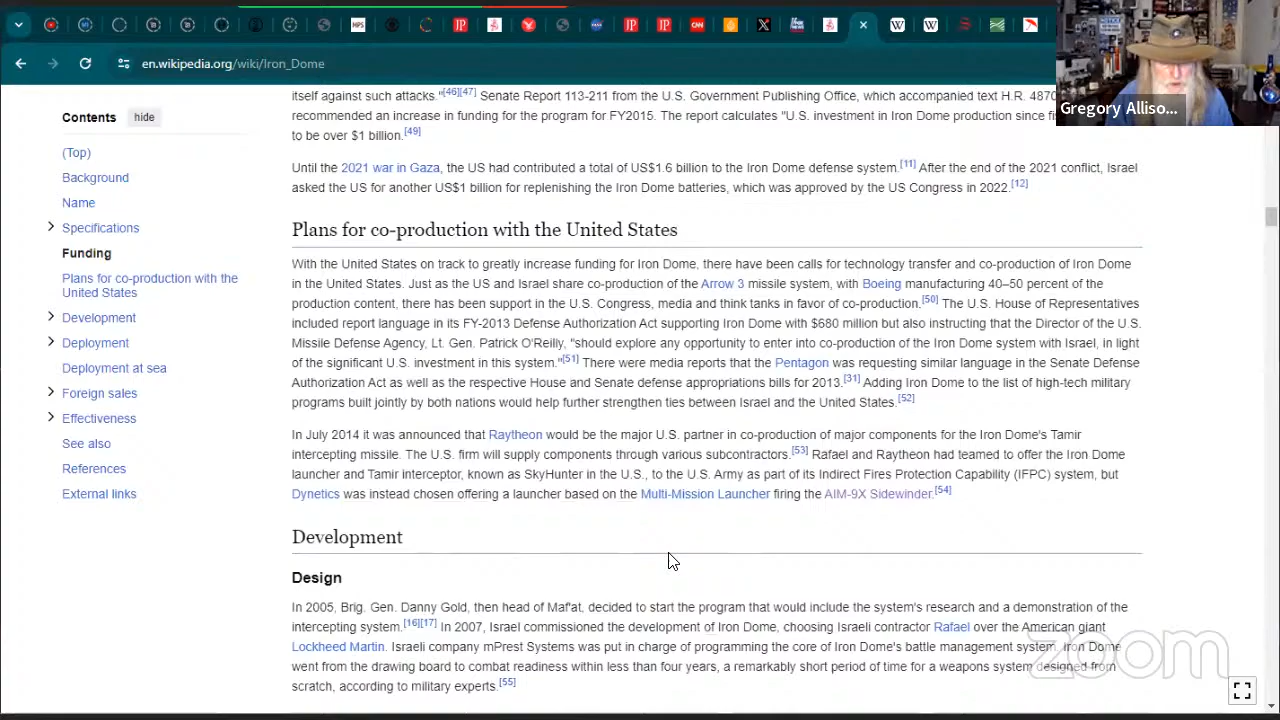 MPS
JP
JP
JP
CNN
X
W
W
en.wikipedia.org/wiki/Iron_Dome
NOTICE
Gregory Alliso...
Contents hide
(Top)
Background
Name
Specifications
Funding
Plans for co-production with the
United States
Development
Deployment
Deployment at sea
Foreign sales
Effectiveness
See also
References
External links
itself against such attacks."[46][47] Senate Report 113-211 from the U.S. Government Publishing Office, which accompanied text H.R. 4870
recommended an increase in funding for the program for FY2015. The report calculates "U.S. investment in Iron Dome production since
to be over $1 billion.[49]
Until the 2021 war in Gaza, the US had contributed a total of US$1.6 billion to the Iron Dome defense system.[11] After the end of the 2021 conflict, Israel
asked the US for another US$1 billion for replenishing the Iron Dome batteries, which was approved by the US Congress in 2022.[12]
Plans for co-production with the United States
With the United States on track to greatly increase funding for Iron Dome, there have been calls for technology transfer and co-production of Iron Dome
in the United States. Just as the US and Israel share co-production of the Arrow 3 missile system, with Boeing manufacturing 40–50 percent of the
production content, there has been support in the U.S. Congress, media and think tanks in favor of co-production.[50] The U.S. House of Representatives
included report language in its FY-2013 Defense Authorization Act supporting Iron Dome with $680 million but also instructing that the Director of the U.S.
Missile Defense Agency, Lt. Gen. Patrick O'Reilly, "should explore any opportunity to enter into co-production of the Iron Dome system with Israel, in light
of the significant U.S. investment in this system."[51] There were media reports that the Pentagon was requesting similar language in the Senate Defense
Authorization Act as well as the respective House and Senate defense appropriations bills for 2013.[31] Adding Iron Dome to the list of high-tech military
programs built jointly by both nations would help further strengthen ties between Israel and the United States.[52]
In July 2014 it was announced that Raytheon would be the major U.S. partner in co-production of major components for the Iron Dome's Tamir
intercepting missile. The U.S. firm will supply components through various subcontractors.[53] Rafael and Raytheon had teamed to offer the Iron Dome
launcher and Tamir interceptor, known as SkyHunter in the U.S., to the U.S. Army as part of its Indirect Fires Protection Capability (IFPC) system, but
Dynetics was instead chosen offering a launcher based on the Multi-Mission Launcher firing the AIM-9X Sidewinder.[54]
Development
Design
In 2005, Brig. Gen. Danny Gold, then head of Maf'at, decided to start the program that would include the system's research and a demonstration of the
intercepting system.[16][17] In 2007, Israel commissioned the development of Iron Dome, choosing Israeli contractor Rafael over the American giant
Lockheed Martin. Israeli company mPrest Systems was put in charge of programming the core of Iron Dome's battle management system. Iron Dome
went from the drawing board to combat readiness within less than four years, a remarkably short period of time for a weapons system designed from
scratch, according to military experts.[55]
zoom